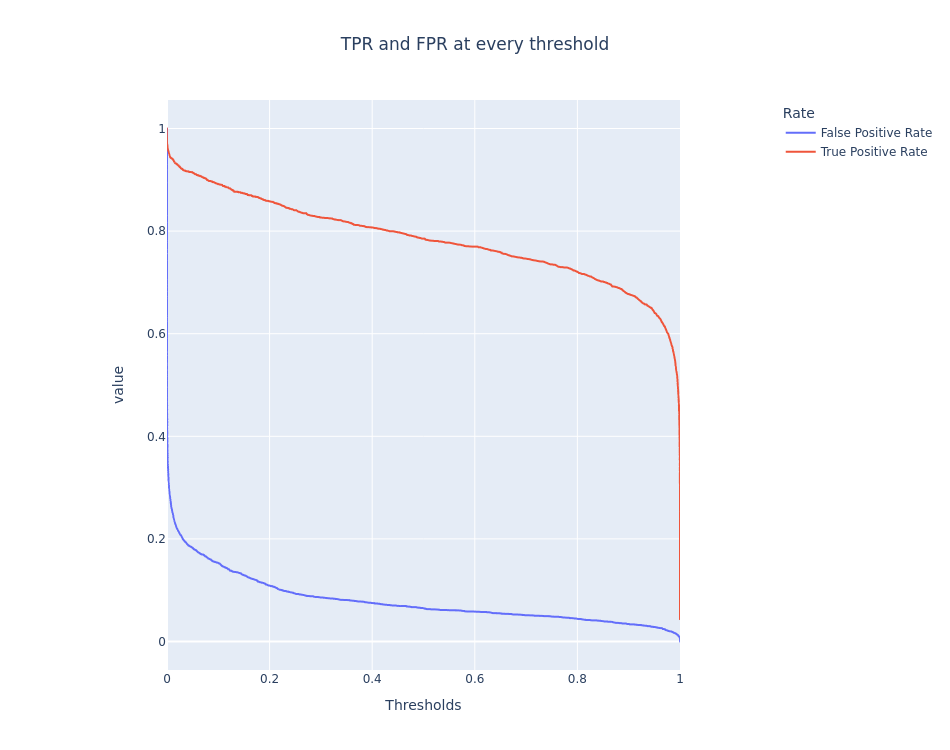 TPR and FPR at every threshold
Rate
False Positive Rate
True Positive Rate
1
0.8
0.6
0.4
0.2
0
value
0 0.2 0.4 0.6 0.8 1
Thresholds